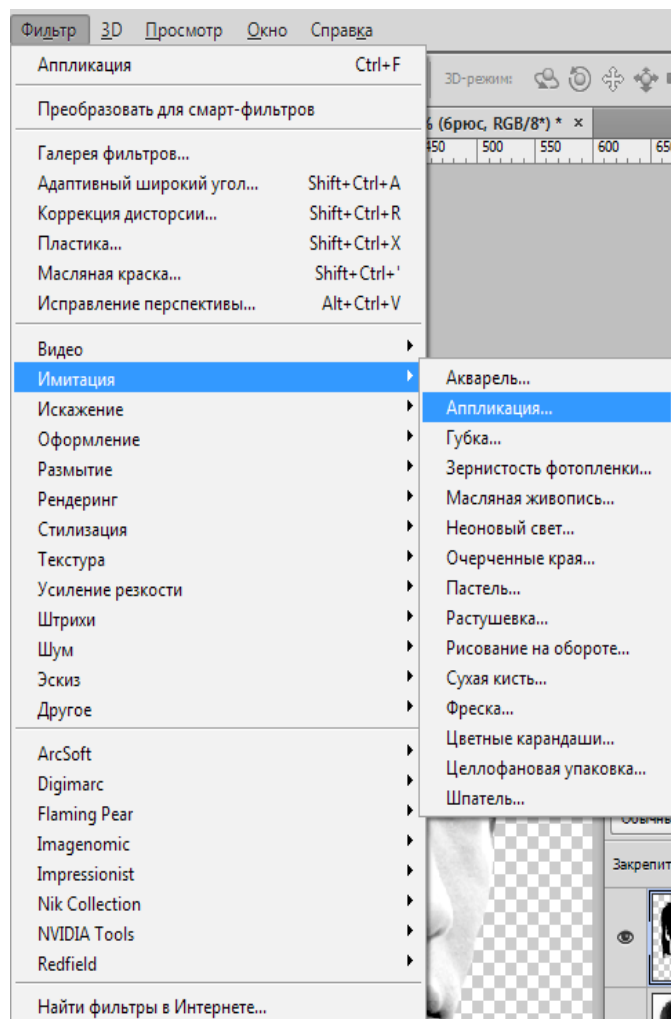 Фильтр 3D Просмотр Окно Справка
Аппликация Ctrl+F
3D-режим:
Преобразовать для смарт-фильтров
(брюс, RGB/8*) * ×
450 500 550 600 650
Галерея фильтров...
Адаптивный широкий угол... Shift+Ctrl+A
Коррекция дисторсии... Shift+Ctrl+R
Пластика... Shift+Ctrl+X
Масляная краска... Shift+Ctrl+'
Исправление перспективы... Alt+Ctrl+V
Видео
Имитация
Искажение
Оформление
Размытие
Рендеринг
Стилизация
Текстура
Усиление резкости
Штрихи
Шум
Эскиз
Другое
ArcSoft
Digimarc
Flaming Pear
Imagenomic
Impressionist
Nik Collection
NVIDIA Tools
Redfield
Найти фильтры в Интернете...
Акварель...
Аппликация...
Губка...
Зернистость фотопленки...
Масляная живопись...
Неоновый свет...
Очерченные края...
Пастель...
Растушевка...
Рисование на обороте...
Сухая кисть...
Фреска...
Цветные карандаши...
Целлофановая упаковка...
Шпатель...
Закрепит